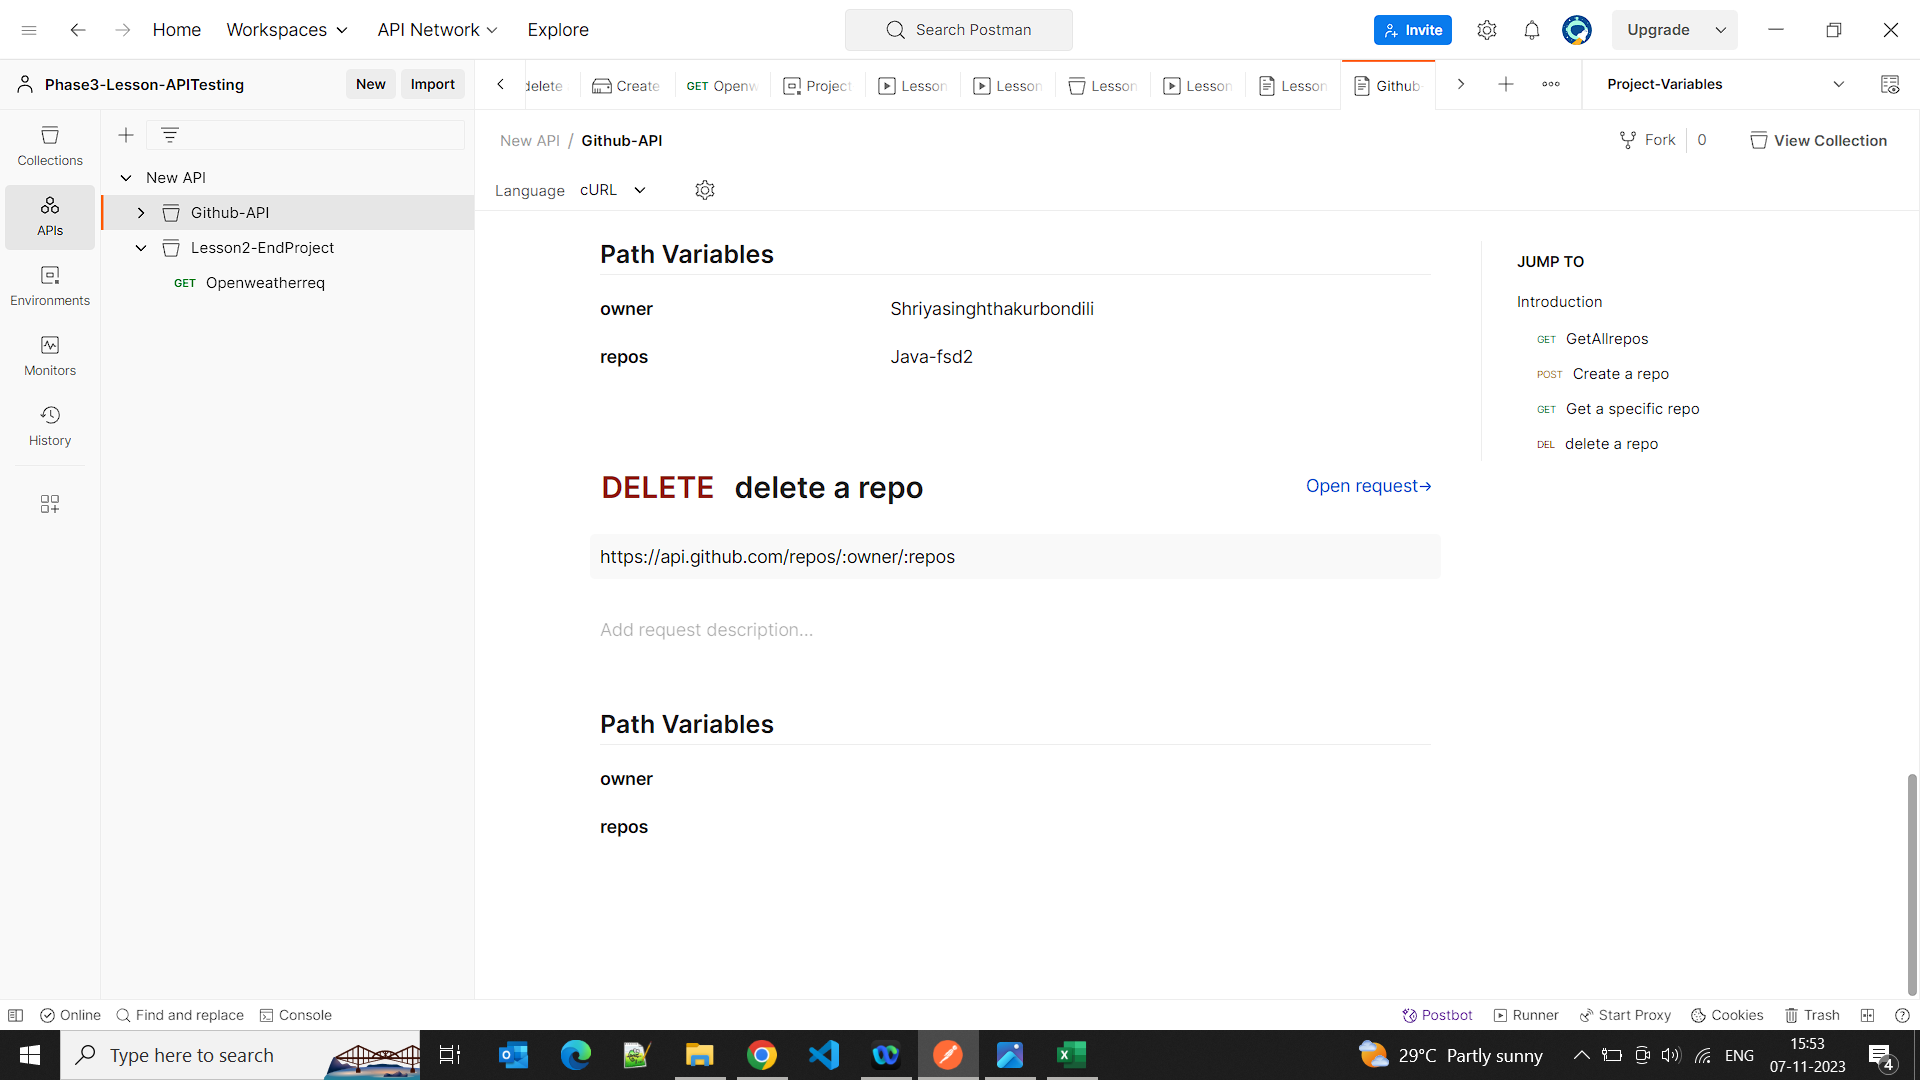 Home Workspaces API Network Explore Search Postman Invite Upgrade
Phase3-Lesson-APITesting New Import delete Create GET Openw Project Lesson Lesson Lesson Lesson Lesson Github Project-Variables
Collections
APIs
Environments
Monitors
History
New API
Github-API
Lesson2-EndProject
GET Openweatherreq
New API / Github-API Fork 0 View Collection
Language cURL
Path Variables
owner Shriyasinghthakurbondili
repos Java-fsd2
DELETE delete a repo Open request→
https://api.github.com/repos/:owner/:repos
Add request description...
Path Variables
owner
repos
JUMP TO
Introduction
GET GetAllrepos
POST Create a repo
GET Get a specific repo
DEL delete a repo
Online Find and replace Console Postbot Runner Start Proxy Cookies Trash
Type here to search 29°C Partly sunny ENG 15:53
07-11-2023 4